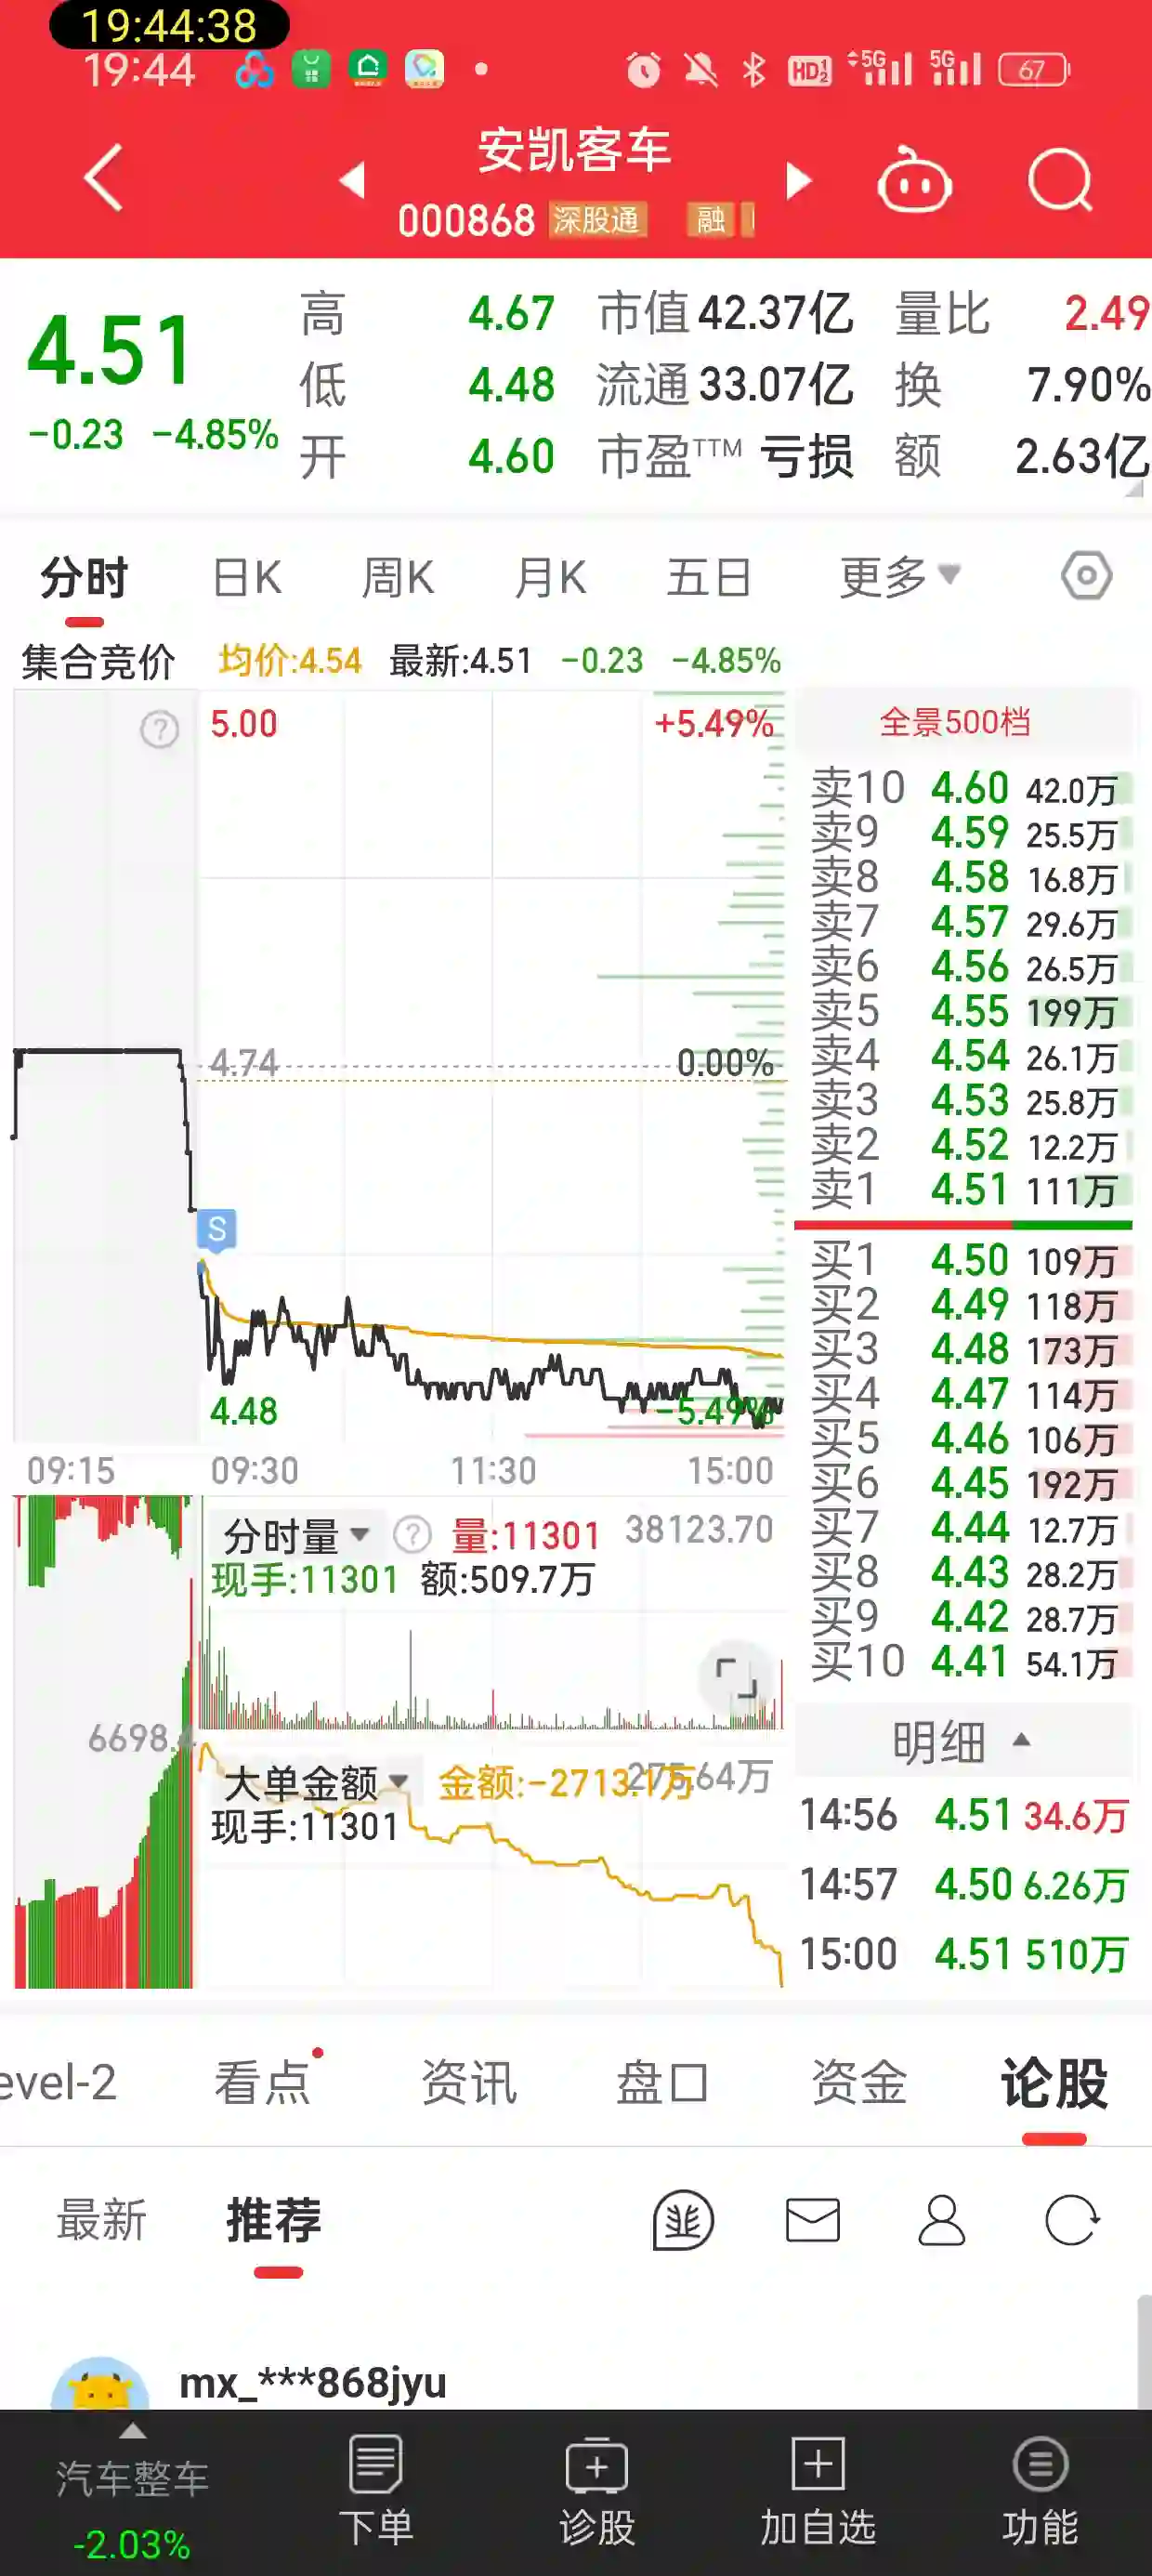 19:44:38
19:44 HD 5G 5G 67
安凯客车
000868 深股通 融
4.51 高 4.67 市值 42.37亿 量比 2.49
-0.23 -4.85% 低 4.48 流通 33.07亿 换 7.90%
开 4.60 市盈TTM 亏损 额 2.63亿
分时 日K 周K 月K 五日 更多
集合竞价 均价:4.54 最新:4.51 -0.23 -4.85%
? 5.00 +5.49% 全景500档
卖10 4.60 42.0万
卖9 4.59 25.5万
卖8 4.58 16.8万
卖7 4.57 29.6万
卖6 4.56 26.5万
卖5 4.55 199万
4.74 0.00% 卖4 4.54 26.1万
卖3 4.53 25.8万
卖2 4.52 12.2万
卖1 4.51 111万
S
买1 4.50 109万
买2 4.49 118万
买3 4.48 173万
4.48 -5.49% 买4 4.47 114万
买5 4.46 106万
09:15 09:30 11:30 15:00 买6 4.45 192万
分时量 ? 量:11301 38123.70 买7 4.44 12.7万
现手:11301 额:509.7万 买8 4.43 28.2万
买9 4.42 28.7万
买10 4.41 54.1万
6698. 明细
大单金额 金额:-2713.1万 64万
现手:11301 14:56 4.51 34.6万
14:57 4.50 6.26万
15:00 4.51 510万
evel-2 看点 资讯 盘口 资金 论股
最新 推荐
mx_***868jyu
汽车整车 下单 诊股 加自选 功能
-2.03%